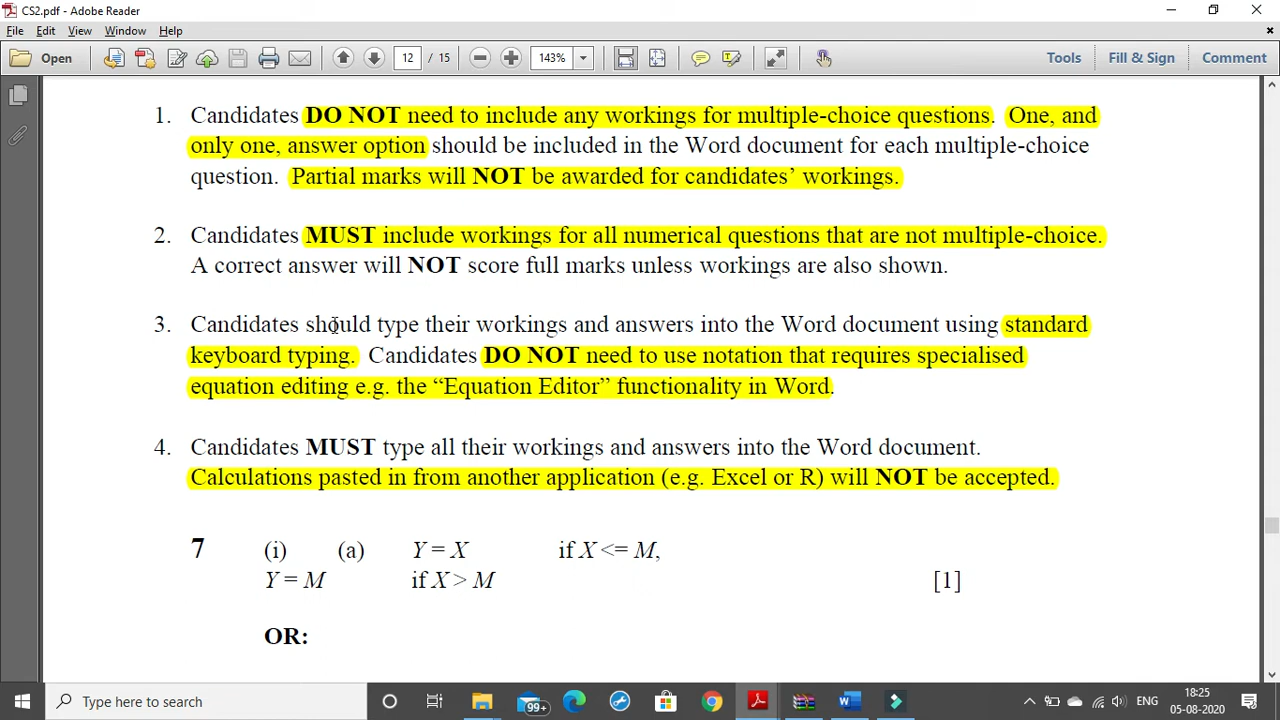 CS2.pdf - Adobe Reader
File Edit View Window Help
Open 12 / 15 143% Tools Fill & Sign Comment
1. Candidates DO NOT need to include any workings for multiple-choice questions. One, and
only one, answer option should be included in the Word document for each multiple-choice
question. Partial marks will NOT be awarded for candidates’ workings.
2. Candidates MUST include workings for all numerical questions that are not multiple-choice.
A correct answer will NOT score full marks unless workings are also shown.
3. Candidates should type their workings and answers into the Word document using standard
keyboard typing. Candidates DO NOT need to use notation that requires specialised
equation editing e.g. the “Equation Editor” functionality in Word.
4. Candidates MUST type all their workings and answers into the Word document.
Calculations pasted in from another application (e.g. Excel or R) will NOT be accepted.
7 (i) (a) Y = X if X <= M,
Y = M if X > M [1]
OR:
Type here to search 99+ ENG 18:25
05-08-2020